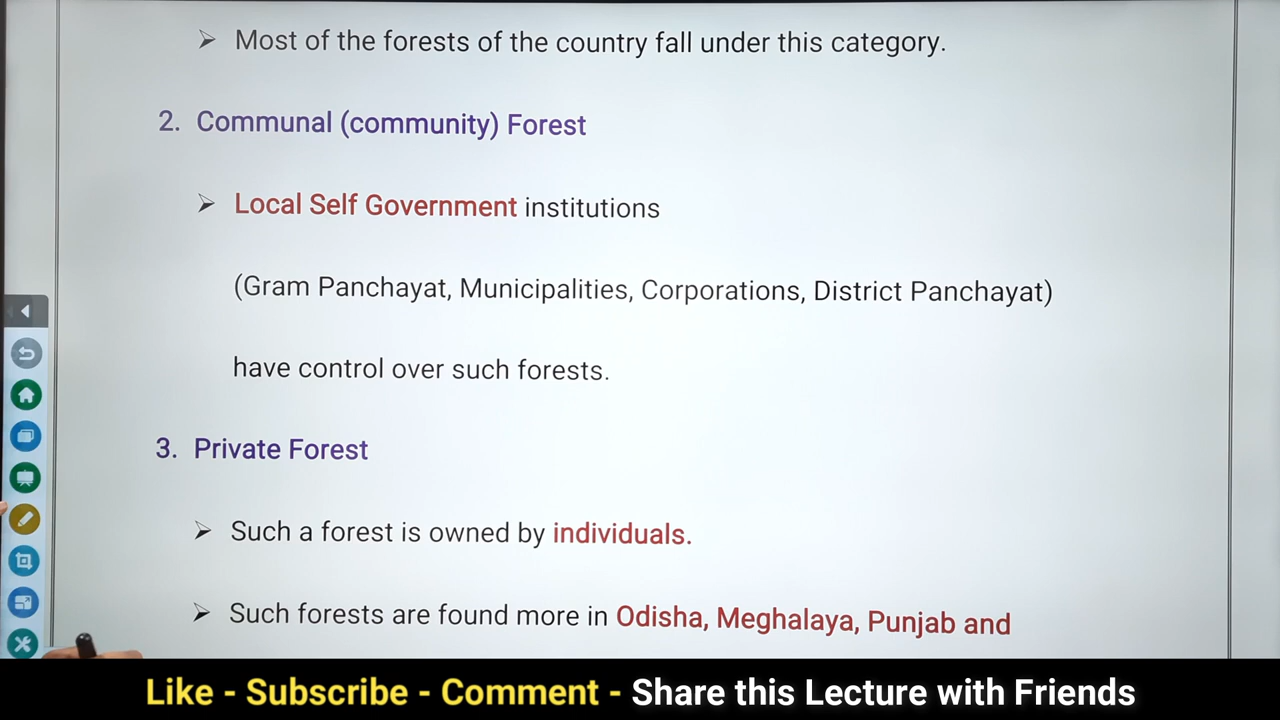 ➢ Most of the forests of the country fall under this category.
2. Communal (community) Forest
➢ Local Self Government institutions
(Gram Panchayat, Municipalities, Corporations, District Panchayat)
have control over such forests.
3. Private Forest
➢ Such a forest is owned by individuals.
➢ Such forests are found more in Odisha, Meghalaya, Punjab and
Like - Subscribe - Comment - Share this Lecture with Friends